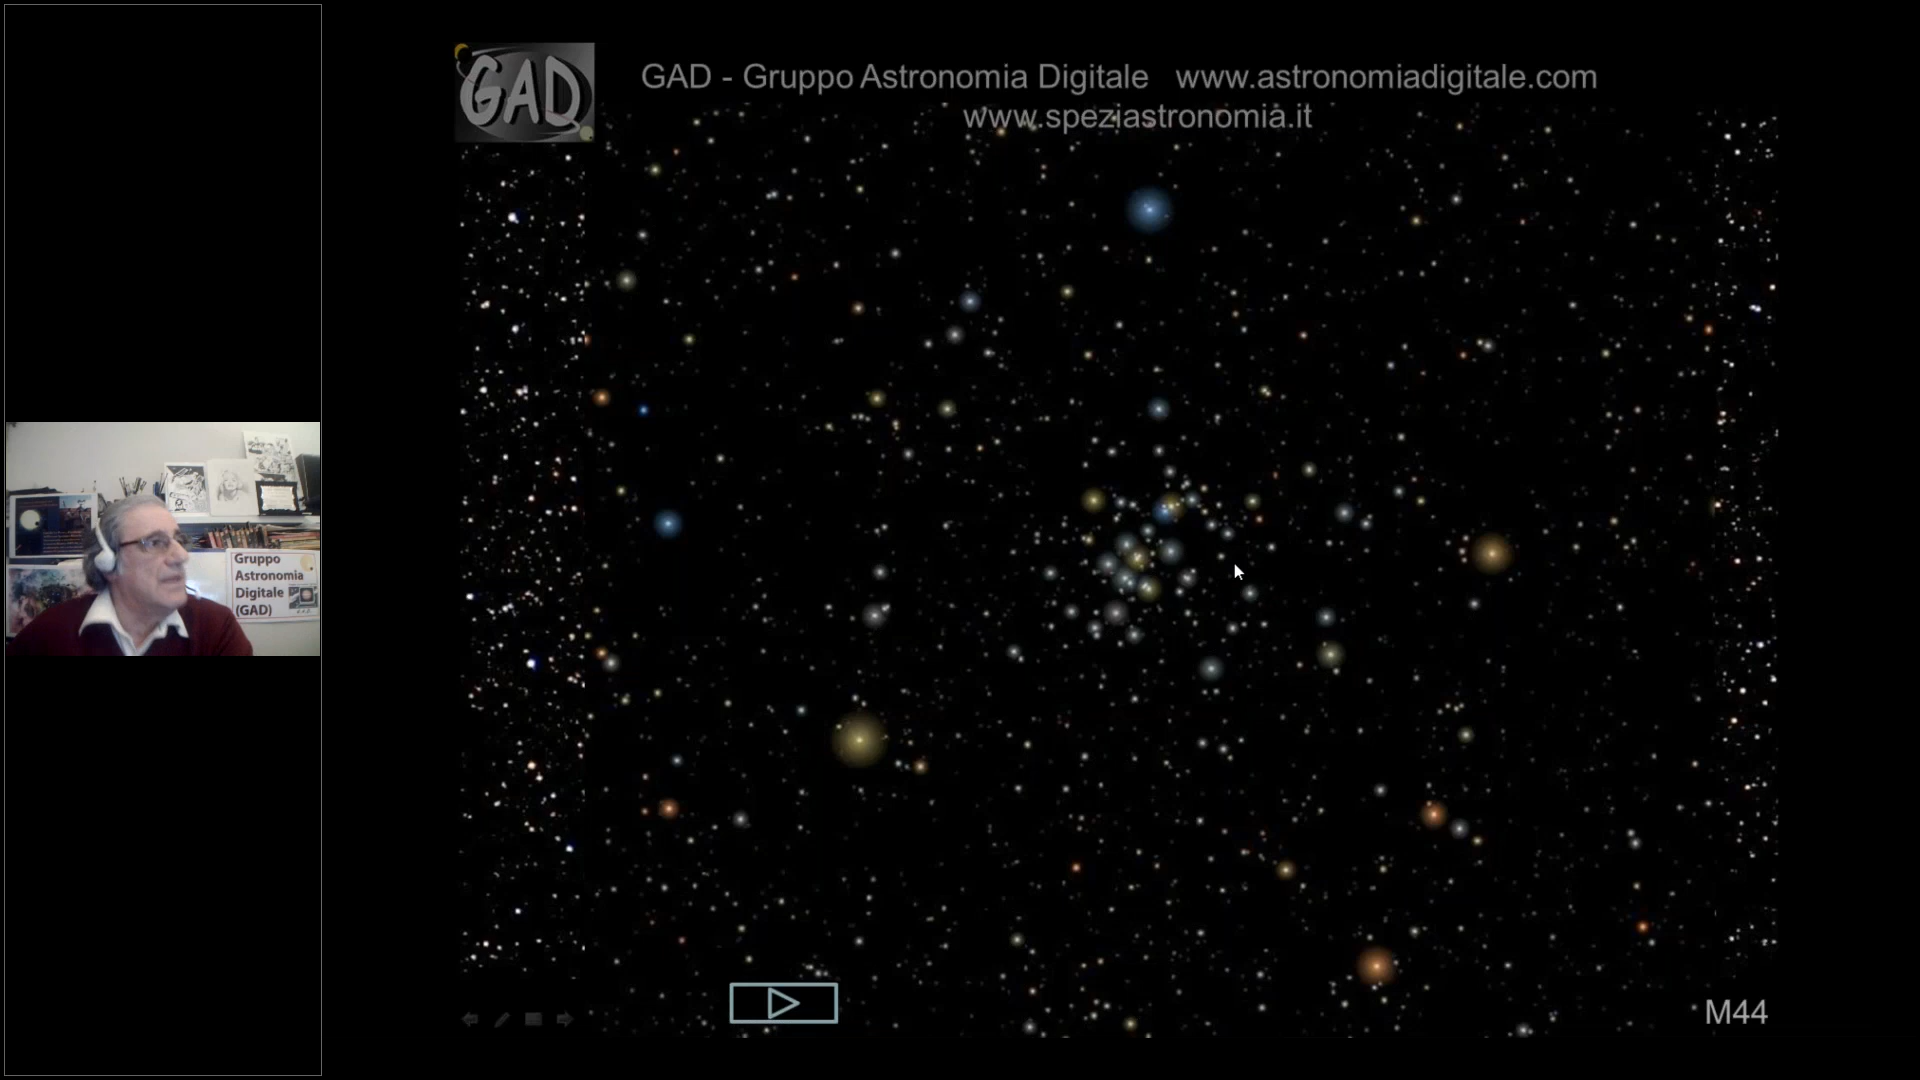 GAD
GAD - Gruppo Astronomia Digitale www.astronomiadigitale.com
www.speziastronomia.it
Gruppo
Astronomia
Digitale
(GAD)
M44